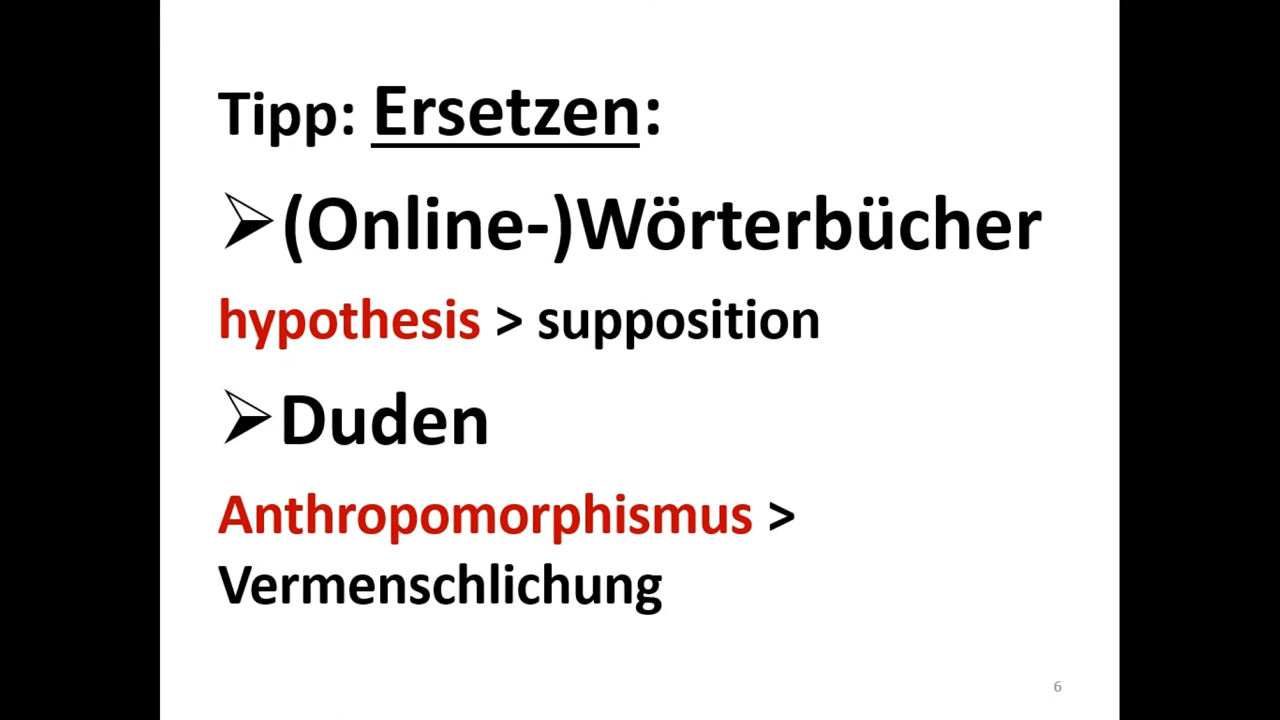 Tipp: Ersetzen:
➢(Online-)Wörterbücher
hypothesis > supposition
➢Duden
Anthropomorphismus >
Vermenschlichung
6